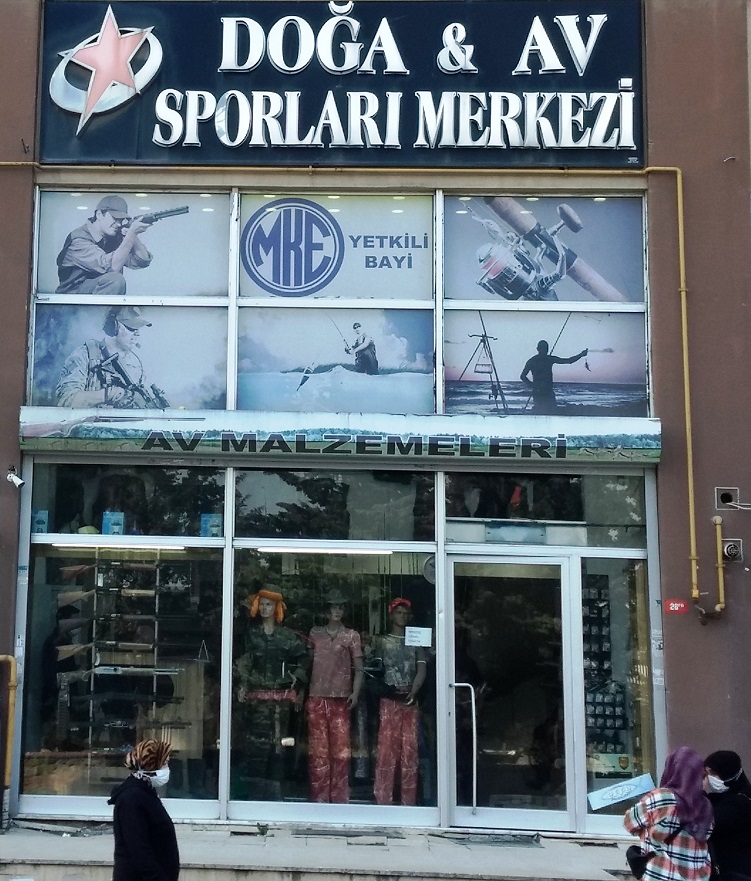 DOĞA & AV
SPORLARI MERKEZİ
MKE
YETKİLİ
BAYİ
AV MALZEMELERİ